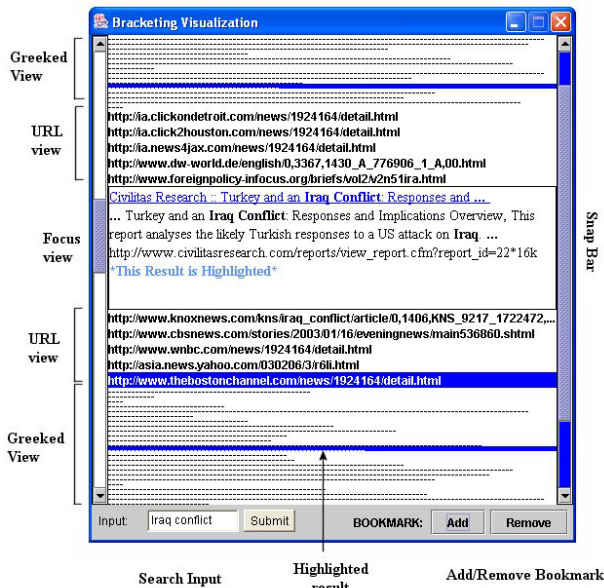 Bracketing Visualization
Greeked
View
URL
view
http://ia.clickondetroit.com/news/1924164/detail.html
http://ia.click2houston.com/news/1924164/detail.html
http://ia.news4jax.com/news/1924164/detail.html
http://www.dw-world.de/english/0,3367,1430_A_776906_1_A,00.html
http://www.foreignpolicy-infocus.org/briefs/vol2/v2n51ira.html
Focus
view
Civilitas Research :: Turkey and an Iraq Conflict: Responses and ...
... Turkey and an Iraq Conflict: Responses and Implications Overview, This
report analyses the likely Turkish responses to a US attack on Iraq. ...
http://www.civilitasresearch.com/reports/view_report.cfm?report_id=22*16k
*This Result is Highlighted*
Snap Bar
URL
view
http://www.knoxnews.com/kns/iraq_conflict/article/0,1406,KNS_9217_1722472,...
http://www.cbsnews.com/stories/2003/01/16/eveningnews/main536860.shtml
http://www.wnbc.com/news/1924164/detail.html
http://asia.news.yahoo.com/030206/3/r6li.html
http://www.thebostonchannel.com/news/1924164/detail.html
Greeked
View
Input: Iraq conflict Submit BOOKMARK: Add Remove
Search Input
Highlighted
result
Add/Remove Bookmark